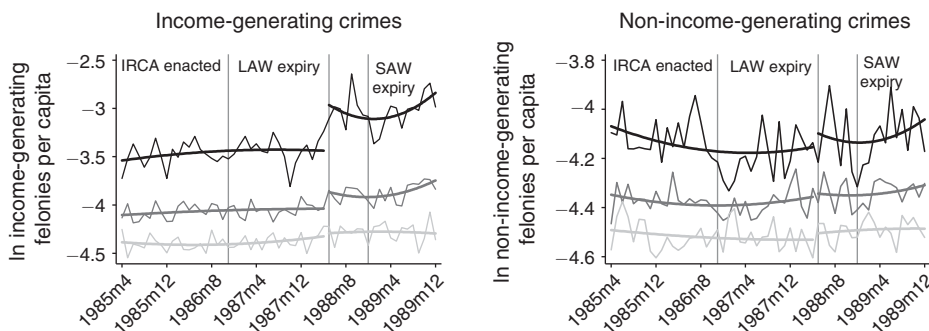 Income-generating crimes
ln income-generating
felonies per capita
−2.5
−3
−3.5
−4
−4.5
IRCA enacted
LAW expiry
SAW
expiry
1985m4
1985m12
1986m8
1987m4
1987m12
1988m8
1989m4
1989m12
Non-income-generating crimes
ln non-income-generating
felonies per capita
−3.8
−4
−4.2
−4.4
−4.6
IRCA enacted
LAW expiry
SAW
expiry
1985m4
1985m12
1986m8
1987m4
1987m12
1988m8
1989m4
1989m12